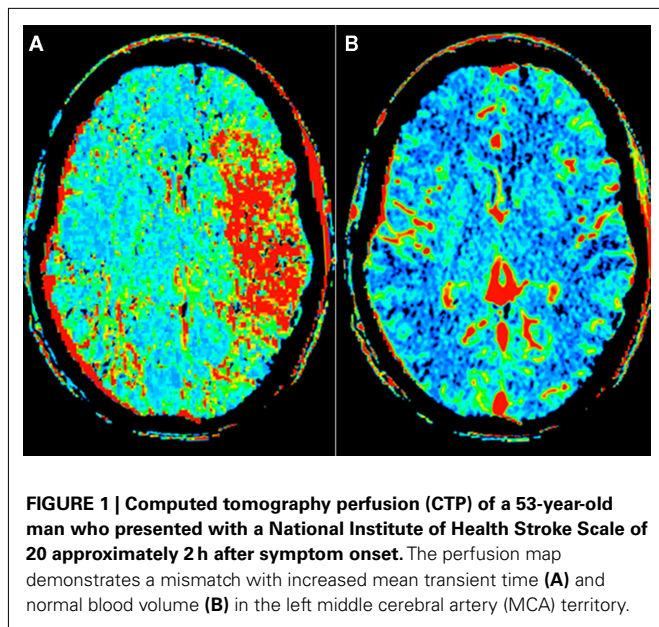 A B
FIGURE 1 | Computed tomography perfusion (CTP) of a 53-year-old
man who presented with a National Institute of Health Stroke Scale of
20 approximately 2 h after symptom onset. The perfusion map
demonstrates a mismatch with increased mean transient time (A) and
normal blood volume (B) in the left middle cerebral artery (MCA) territory.